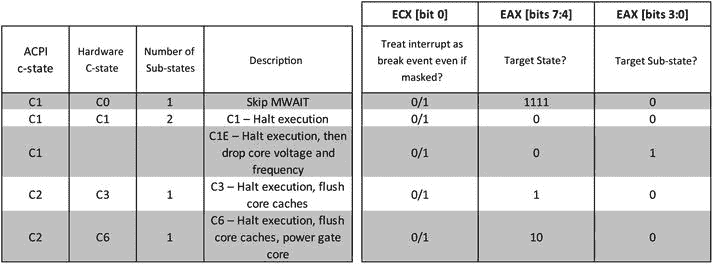 ECX [bit 0] EAX [bits 7:4] EAX [bits 3:0]
ACPI c-state Hardware C-state Number of Sub-states Description Treat interrupt as break event even if masked? Target State? Target Sub-state?
C1 C0 1 Skip MWAIT 0/1 1111 0
C1 C1 2 C1 – Halt execution 0/1 0 0
C1 C1E – Halt execution, then drop core voltage and frequency 0/1 0 1
C2 C3 1 C3 – Halt execution, flush core caches 0/1 1 0
C2 C6 1 C6 – Halt execution, flush core caches, power gate core 0/1 10 0